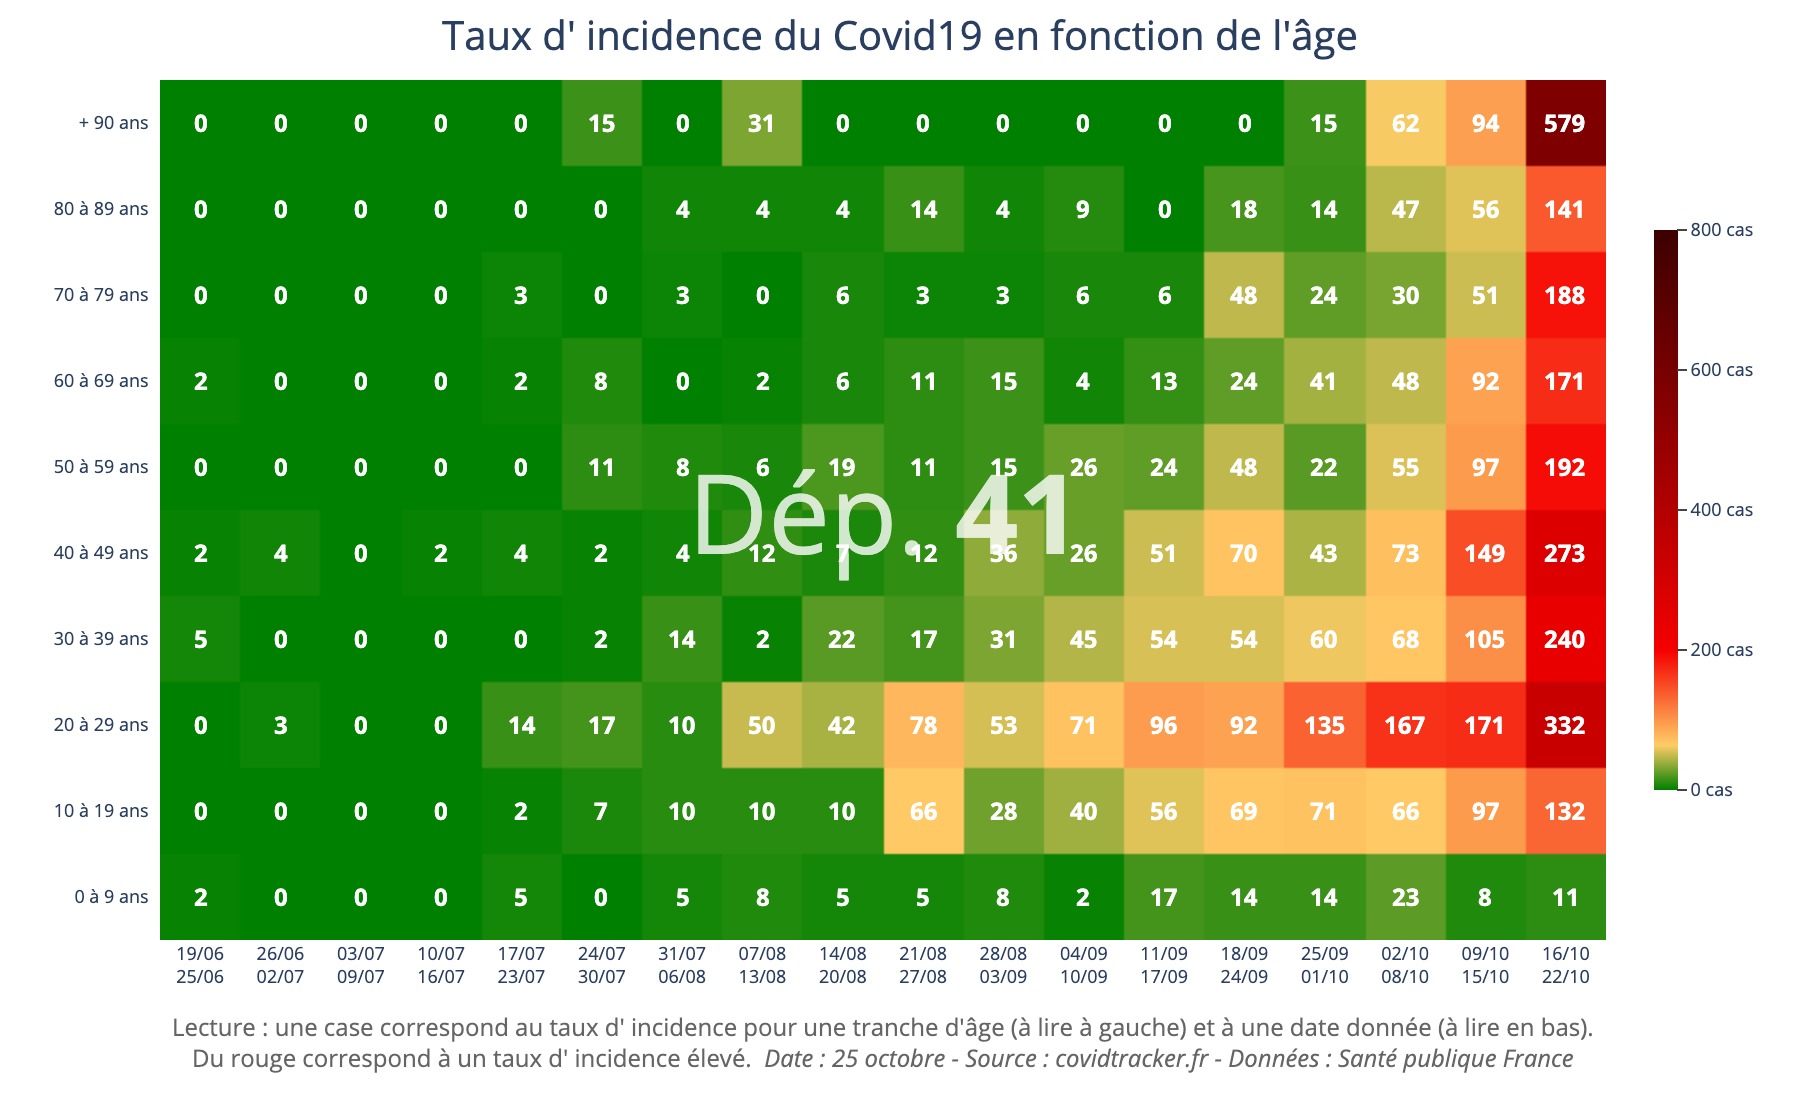 Taux d' incidence du Covid19 en fonction de l'âge
+ 90 ans 0 0 0 0 0 15 0 31 0 0 0 0 0 0 15 62 94 579
80 à 89 ans 0 0 0 0 0 0 4 4 4 14 4 9 0 18 14 47 56 141
70 à 79 ans 0 0 0 0 3 0 3 0 6 3 3 6 6 48 24 30 51 188
60 à 69 ans 2 0 0 0 2 8 0 2 6 11 15 4 13 24 41 48 92 171
50 à 59 ans 0 0 0 0 0 11 8 6 19 11 15 26 24 48 22 55 97 192
Dép. 41
40 à 49 ans 2 4 0 2 4 2 4 12 7 12 36 26 51 70 43 73 149 273
30 à 39 ans 5 0 0 0 0 2 14 2 22 17 31 45 54 54 60 68 105 240
20 à 29 ans 0 3 0 0 14 17 10 50 42 78 53 71 96 92 135 167 171 332
10 à 19 ans 0 0 0 0 2 7 10 10 10 66 28 40 56 69 71 66 97 132
0 à 9 ans 2 0 0 0 5 0 5 8 5 5 8 2 17 14 14 23 8 11
19/06 26/06 03/07 10/07 17/07 24/07 31/07 07/08 14/08 21/08 28/08 04/09 11/09 18/09 25/09 02/10 09/10 16/10
25/06 02/07 09/07 16/07 23/07 30/07 06/08 13/08 20/08 27/08 03/09 10/09 17/09 24/09 01/10 08/10 15/10 22/10
800 cas
600 cas
400 cas
200 cas
0 cas
Lecture : une case correspond au taux d' incidence pour une tranche d'âge (à lire à gauche) et à une date donnée (à lire en bas).
Du rouge correspond à un taux d' incidence élevé. Date : 25 octobre - Source : covidtracker.fr - Données : Santé publique France